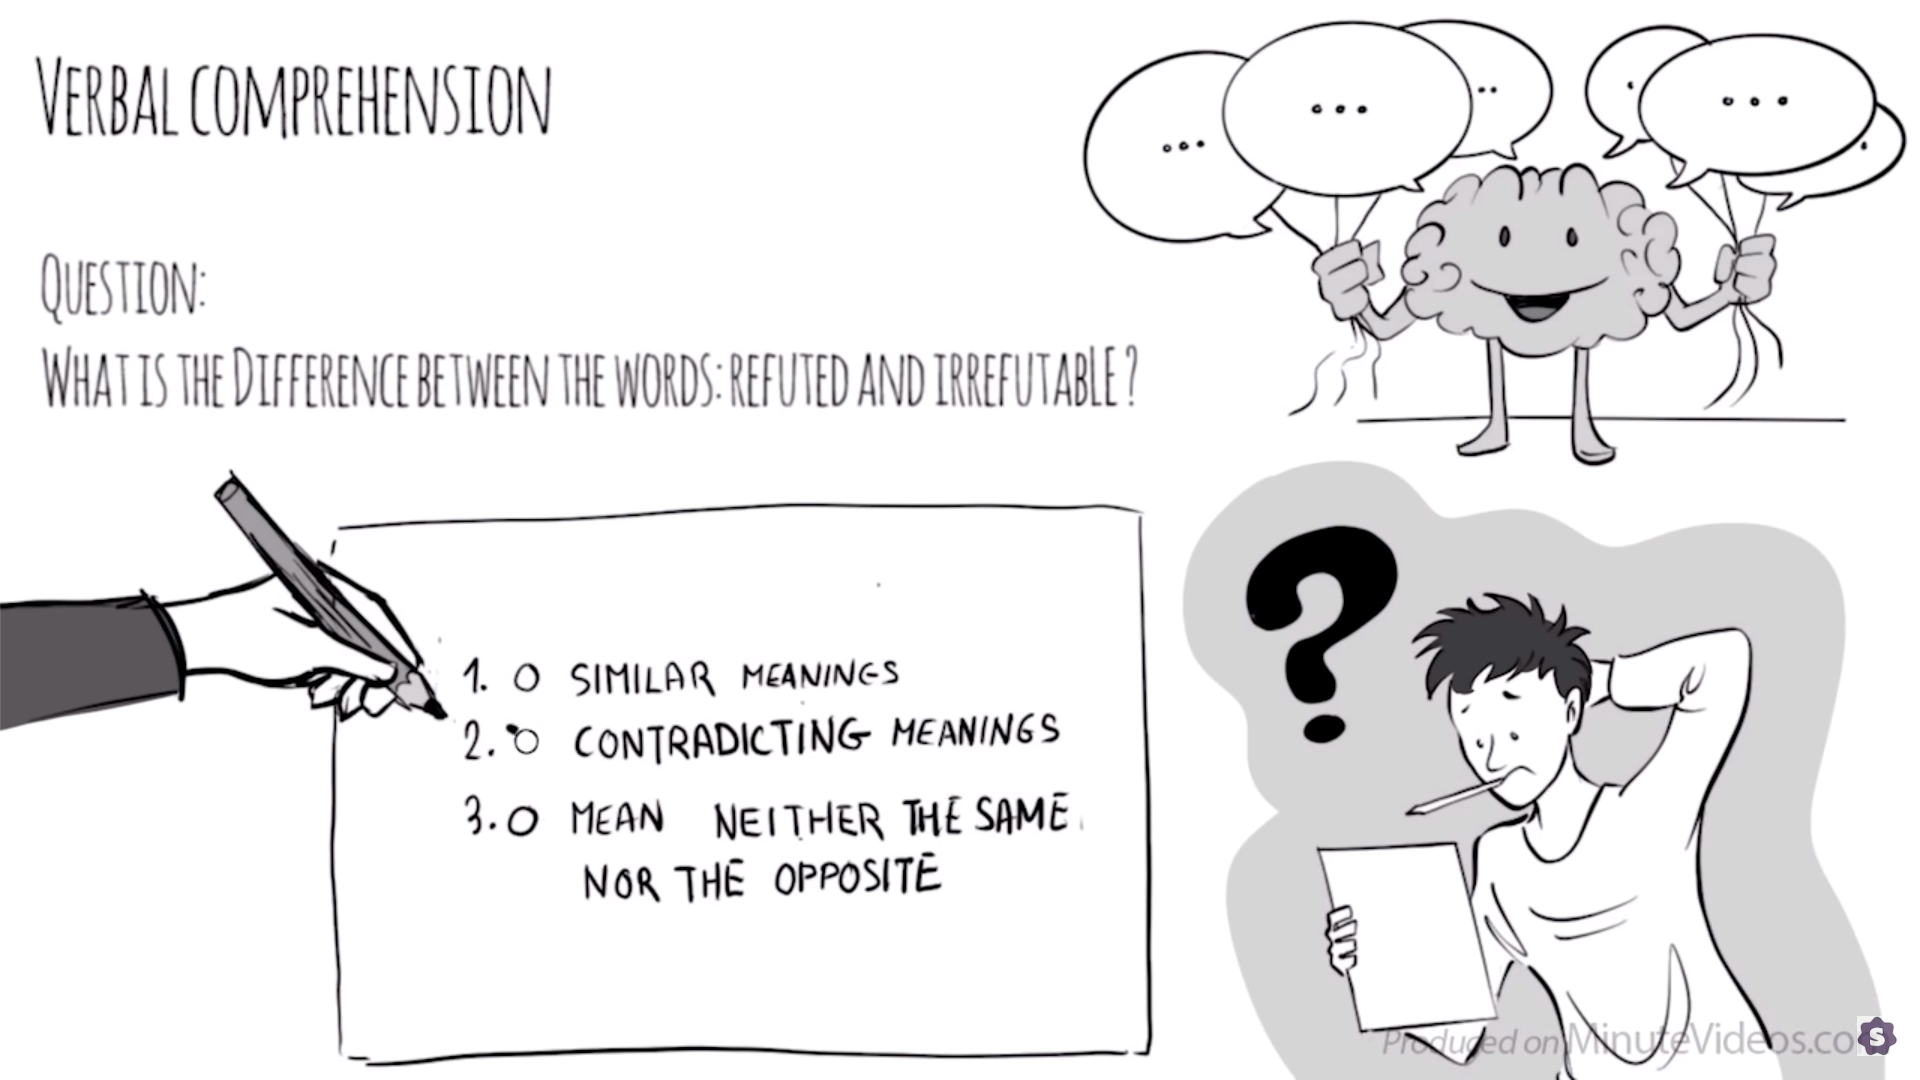 VERBAL COMPREHENSION
QUESTION:
WHAT IS THE DIFFERENCE BETWEEN THE WORDS: REFUTED AND IRREFUTABLE?
1. O SIMILAR MEANINGS
2. O CONTRADICTING MEANINGS
3. O MEAN NEITHER THE SAME
NOR THE OPPOSITE
Produced on MinuteVideos.co
S